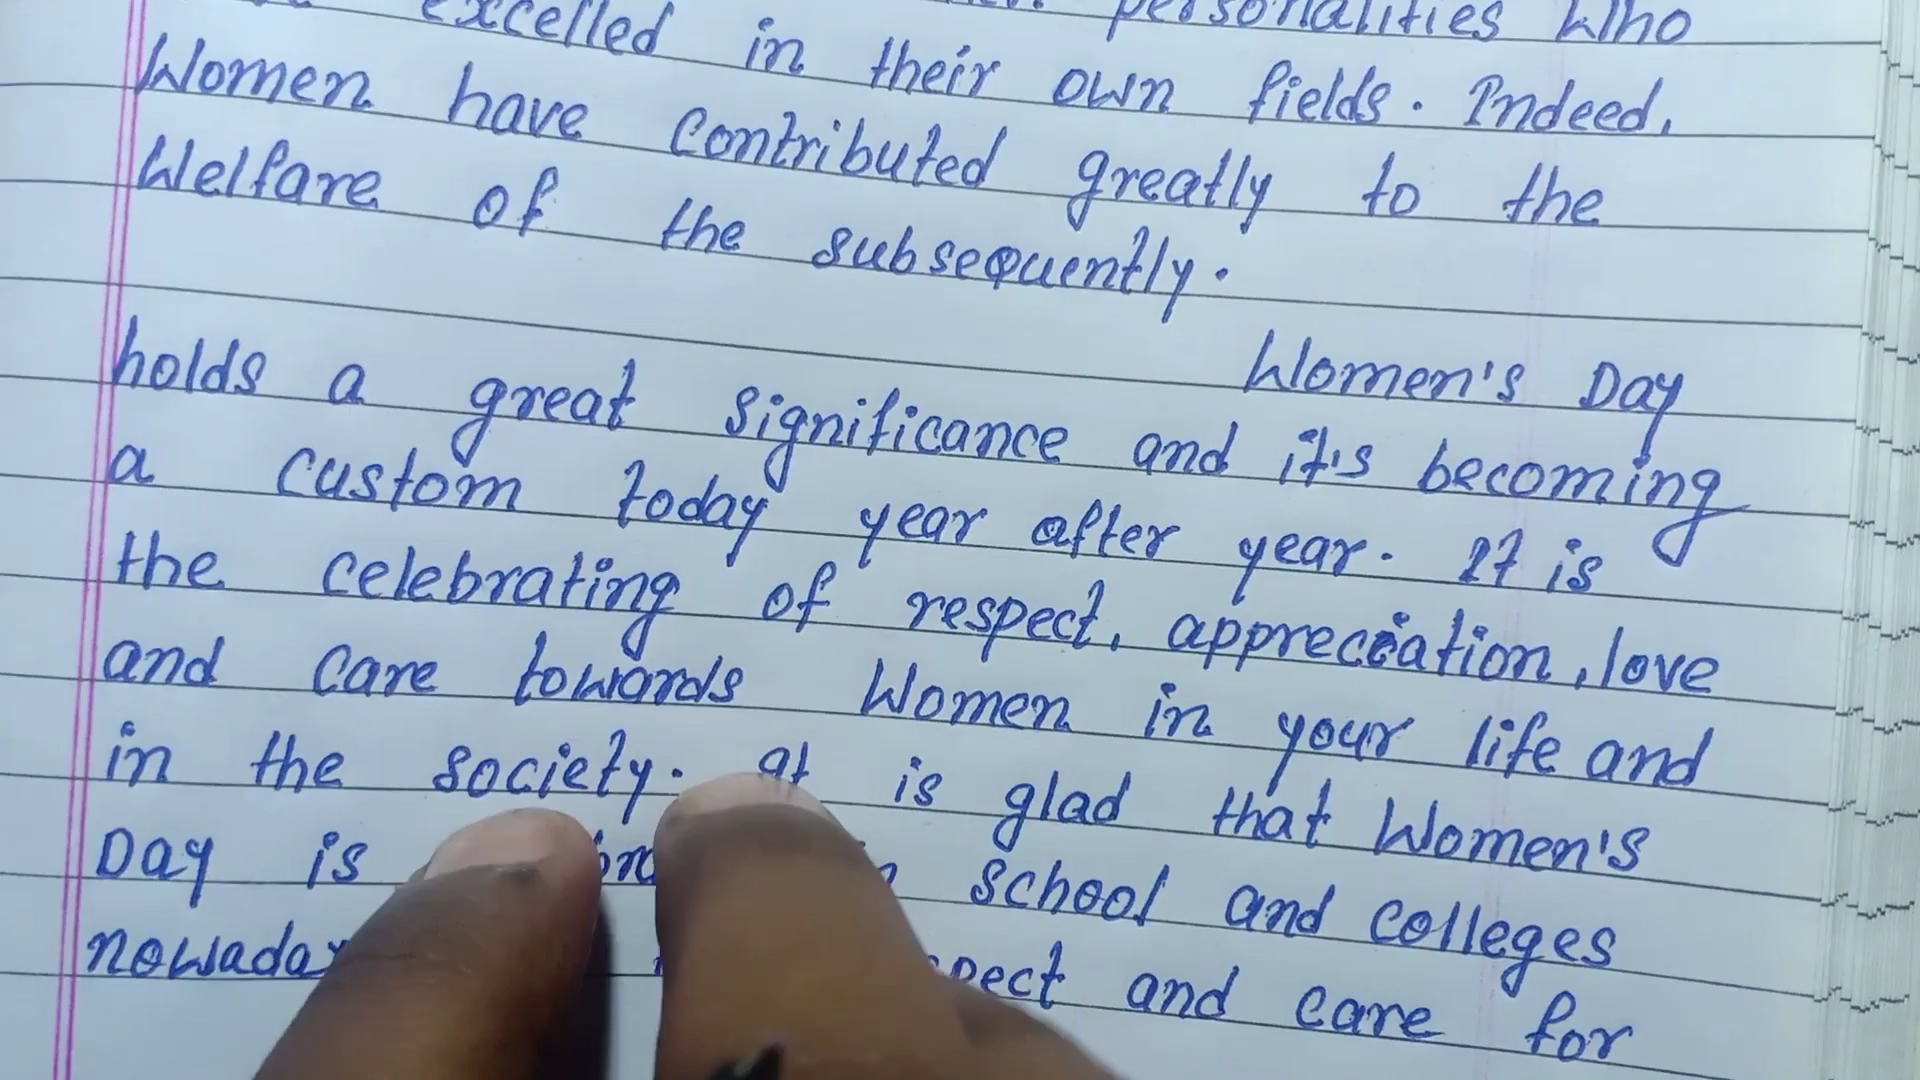 excelled in their own fields. Indeed,
personalities who
Women have contributed greatly to the
Welfare of the subsequently.
Women's Day
holds a great significance and it's becoming
a custom today year after year. It is
the celebrating of respect, appreciation, love
and care towards Women in your life and
in the society. It is glad that Women's
Day is school and colleges
and care for